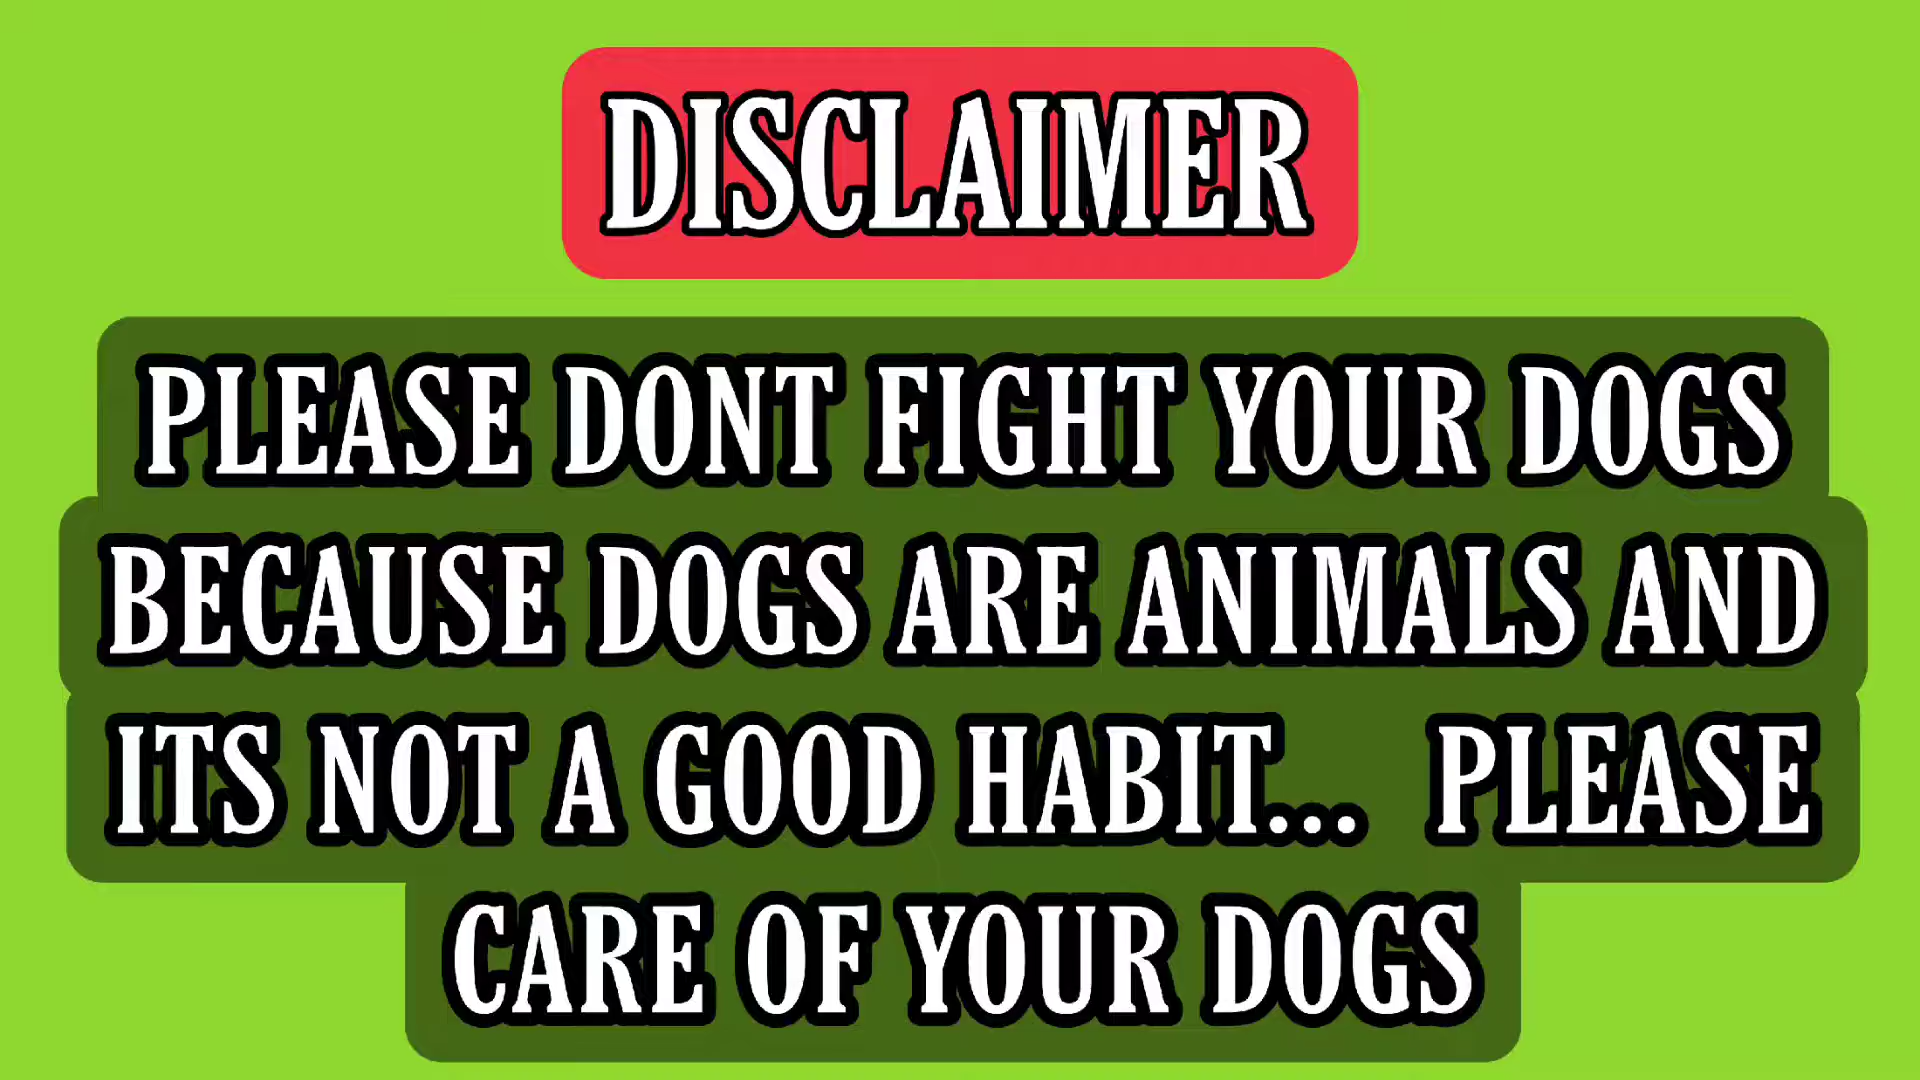 DISCLAIMER
PLEASE DONT FIGHT YOUR DOGS
BECAUSE DOGS ARE ANIMALS AND
ITS NOT A GOOD HABIT...  PLEASE
CARE OF YOUR DOGS